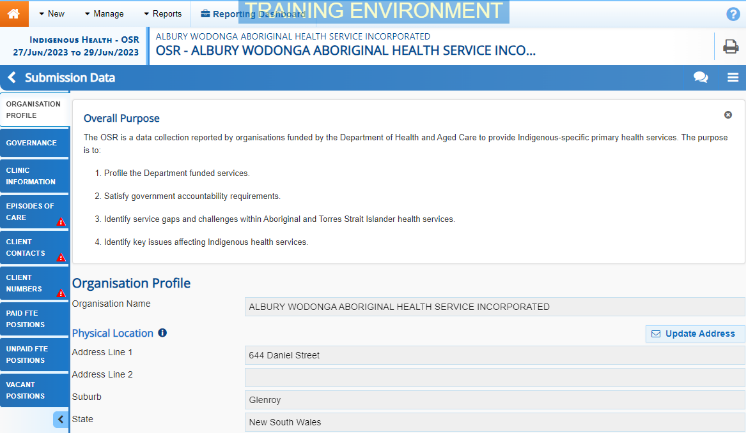 New Manage Reports Reporting Dashboard
TRAINING ENVIRONMENT
Indigenous Health - OSR
27/Jun/2023 to 29/Jun/2023
ALBURY WODONGA ABORIGINAL HEALTH SERVICE INCORPORATED
OSR - ALBURY WODONGA ABORIGINAL HEALTH SERVICE INCO...
Submission Data
ORGANISATION
PROFILE
GOVERNANCE
CLINIC
INFORMATION
EPISODES OF
CARE
CLIENT
CONTACTS
CLIENT
NUMBERS
PAID FTE
POSITIONS
UNPAID FTE
POSITIONS
VACANT
POSITIONS
Overall Purpose
The OSR is a data collection reported by organisations funded by the Department of Health and Aged Care to provide Indigenous-specific primary health services. The purpose
is to:
1. Profile the Department funded services.
2. Satisfy government accountability requirements.
3. Identify service gaps and challenges within Aboriginal and Torres Strait Islander health services.
4. Identify key issues affecting Indigenous health services.
Organisation Profile
Organisation Name ALBURY WODONGA ABORIGINAL HEALTH SERVICE INCORPORATED
Physical Location Update Address
Address Line 1 644 Daniel Street
Address Line 2
Suburb Glenroy
State New South Wales